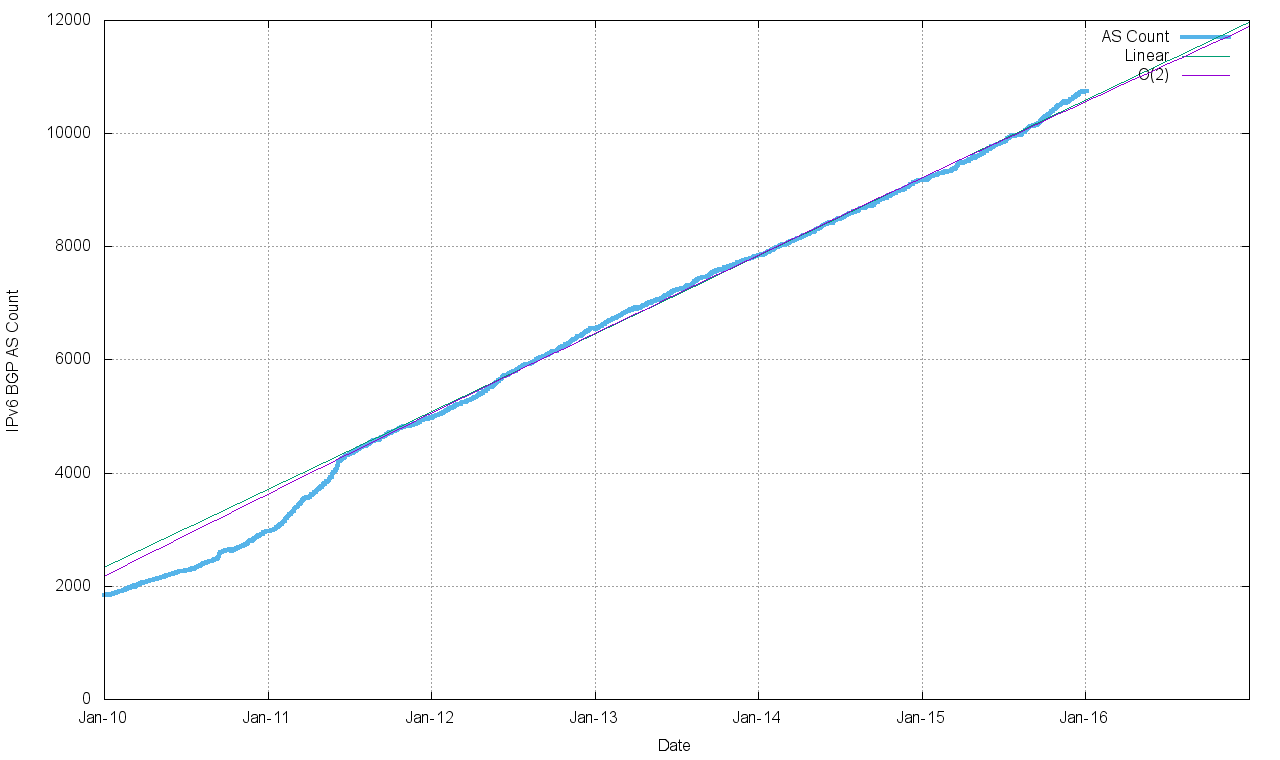 12000
10000
8000
6000
4000
2000
0
IPv6 BGP AS Count
AS Count
Linear
O(2)
Jan-10 Jan-11 Jan-12 Jan-13 Jan-14 Jan-15 Jan-16
Date